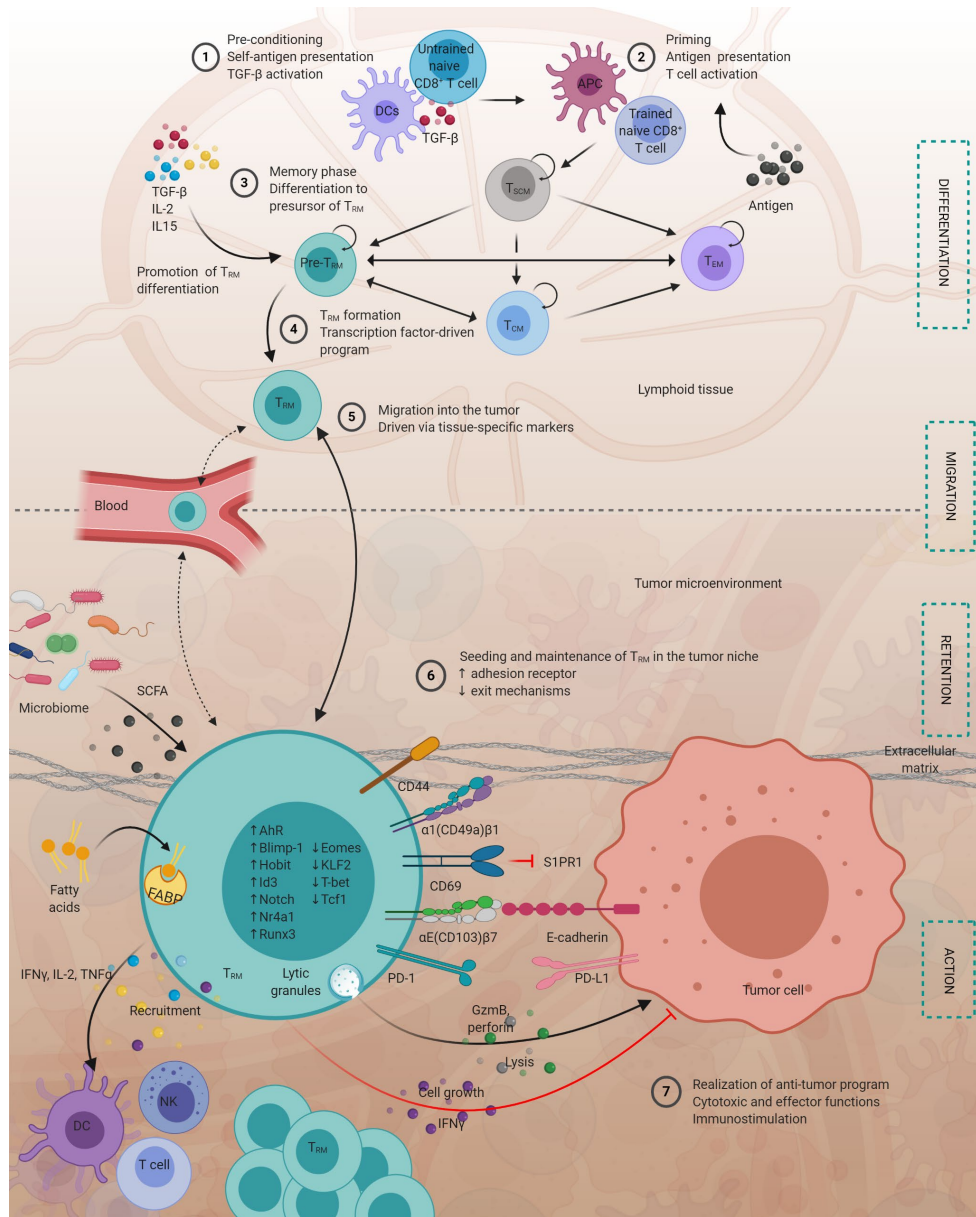 1
Pre-conditioning
Self-antigen presentation
TGF-β activation
Untrained
naive
CD8⁺ T cell
DCs
TGF-β
APC
2
Priming
Antigen presentation
T cell activation
Trained
naive CD8⁺
T cell
Antigen
TGF-β
IL-2
IL15
3
Memory phase
Differentiation to
presursor of TRM
TSCM
Promotion of TRM
differentiation
Pre-TRM
TEM
TCM
4
TRM formation
Transcription factor-driven
program
DIFFERENTIATION
TRM
5
Migration into the tumor
Driven via tissue-specific markers
Lymphoid tissue
Blood
MIGRATION
Tumor microenvironment
Microbiome
SCFA
6
Seeding and maintenance of TRM in the tumor niche
↑ adhesion receptor
↓ exit mechanisms
RETENTION
Extracellular
matrix
CD44
α1(CD49a)β1
CD69
S1PR1
αE(CD103)β7
E-cadherin
PD-1
PD-L1
↑AhR
↑Blimp-1 ↓Eomes
↑Hobit ↓KLF2
↑Id3 ↓T-bet
↑Notch ↓Tcf1
↑Nr4a1
↑Runx3
Fatty
acids
FABP
TRM
Lytic
granules
Tumor cell
ACTION
IFNγ, IL-2, TNFα
Recruitment
GzmB,
perforin
Lysis
Cell growth
IFNγ
7
Realization of anti-tumor program
Cytotoxic and effector functions
Immunostimulation
DC
NK
T cell
TRM